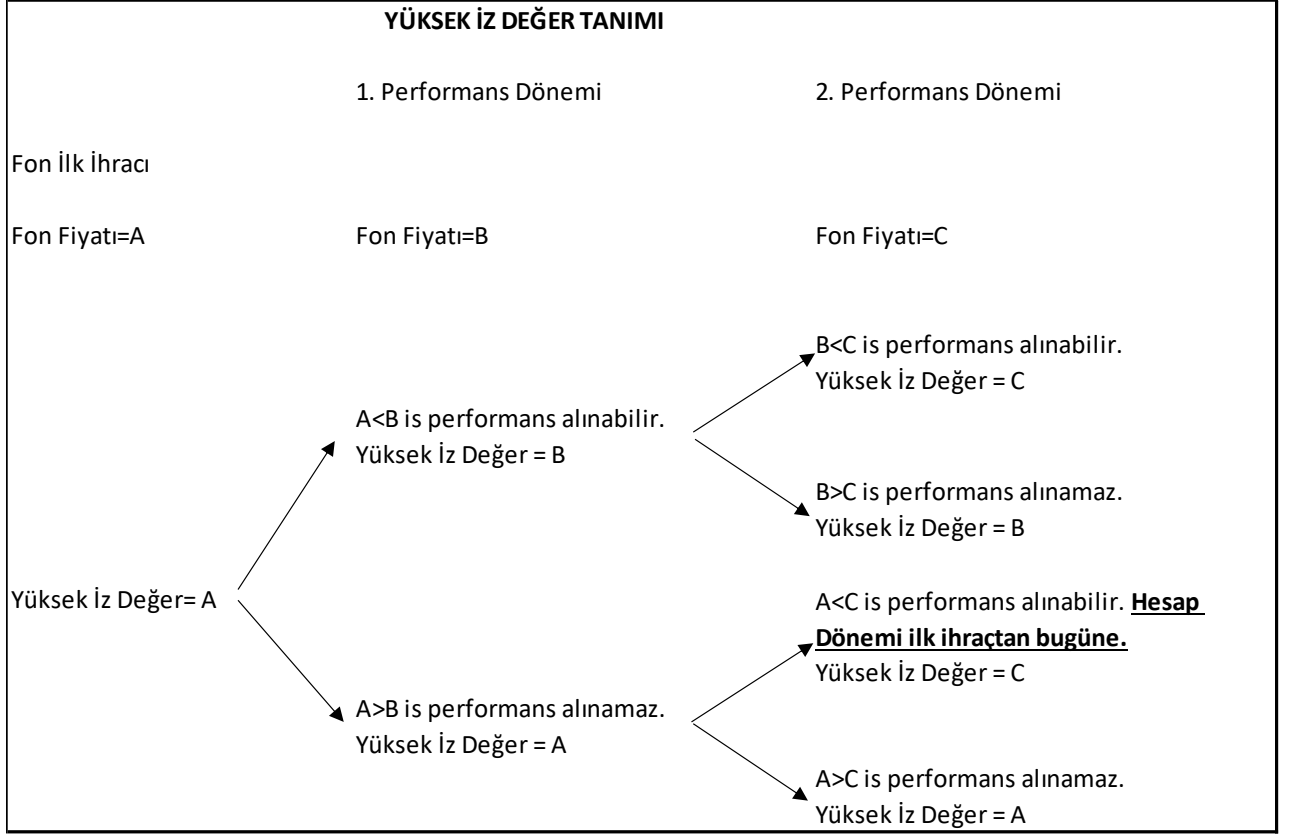 YÜKSEK İZ DEĞER TANIMI
1. Performans Dönemi
2. Performans Dönemi
Fon İlk İhracı
Fon Fiyatı=A
Fon Fiyatı=B
Fon Fiyatı=C
B<C is performans alınabilir.
Yüksek İz Değer = C
A<B is performans alınabilir.
Yüksek İz Değer = B
B>C is performans alınamaz.
Yüksek İz Değer = B
Yüksek İz Değer= A
A<C is performans alınabilir. Hesap
Dönemi ilk ihraçtan bugüne.
Yüksek İz Değer = C
A>B is performans alınamaz.
Yüksek İz Değer = A
A>C is performans alınamaz.
Yüksek İz Değer = A